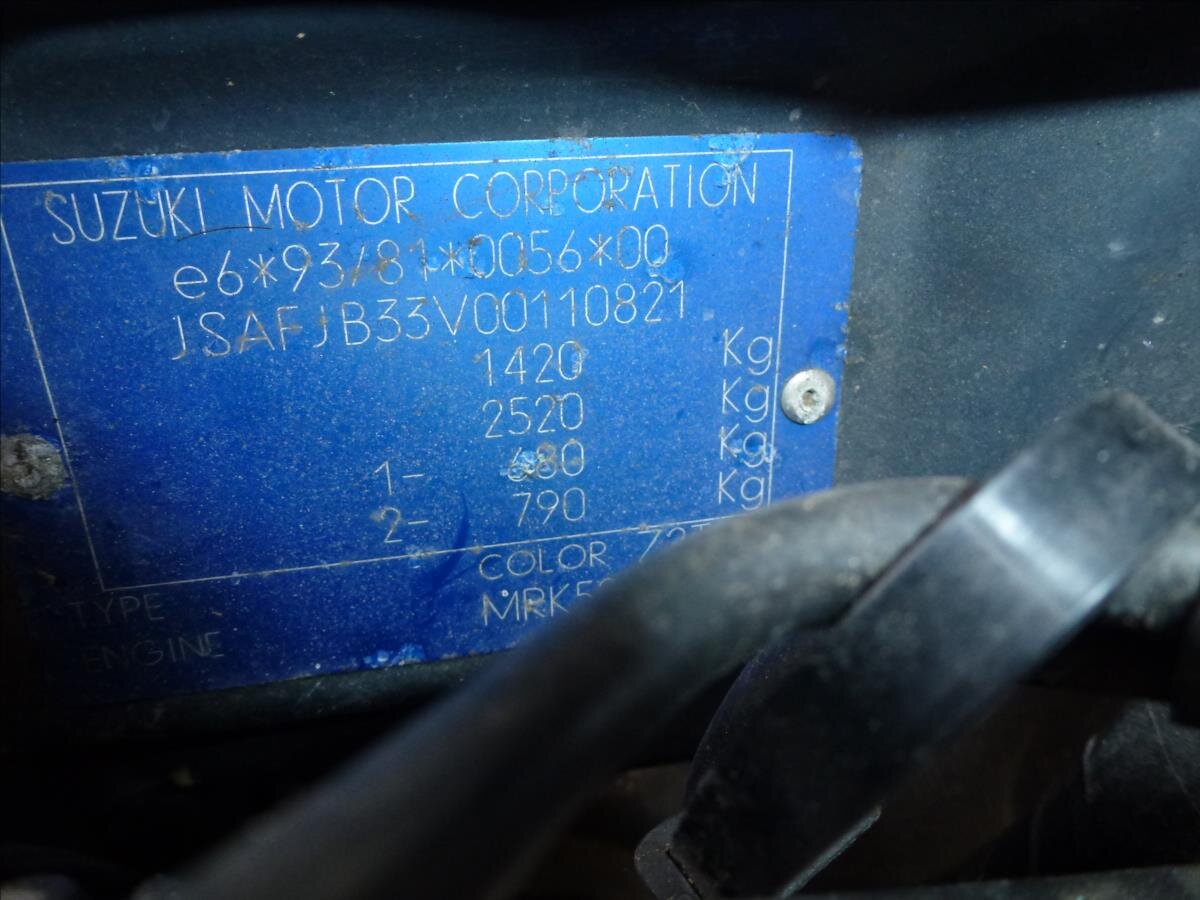 SUZUKI MOTOR CORPORATION
e6*93/81*0056*00
JSAFJB33V00110821
1420 Kg
2520 Kg
1- 680 Kg
2- 790 Kg
TYPE COLOR
ENGINE